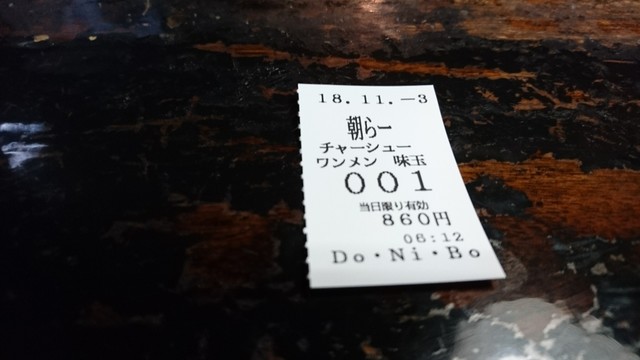 18.11.-3
朝らー
チャーシュー
ワンメン 味玉
001
当日限り有効
860円
06:12
Do・Ni・Bo